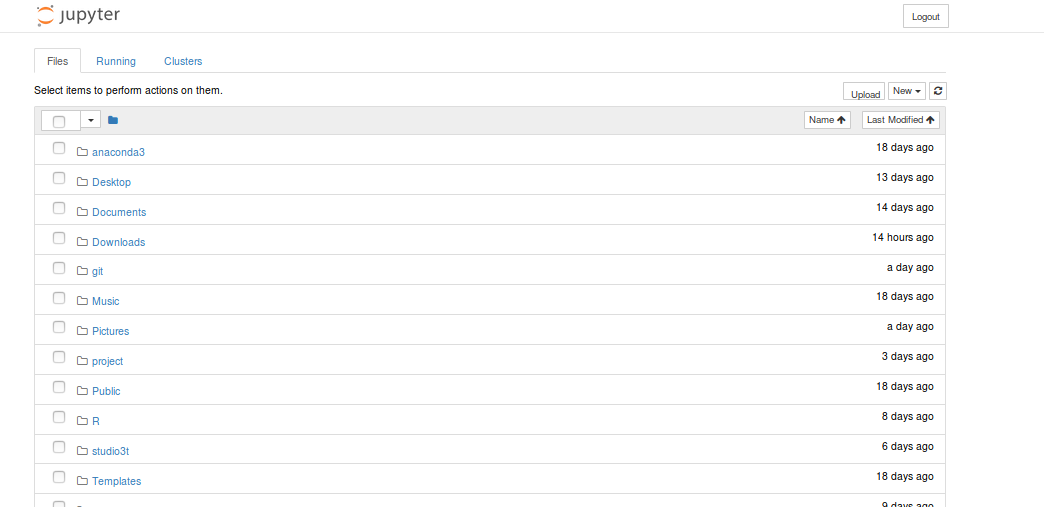 jupyter Logout
Files Running Clusters
Select items to perform actions on them. Upload New
Name Last Modified
anaconda3 18 days ago
Desktop 13 days ago
Documents 14 days ago
Downloads 14 hours ago
git a day ago
Music 18 days ago
Pictures a day ago
project 3 days ago
Public 18 days ago
R 8 days ago
studio3t 6 days ago
Templates 18 days ago
9 days ago